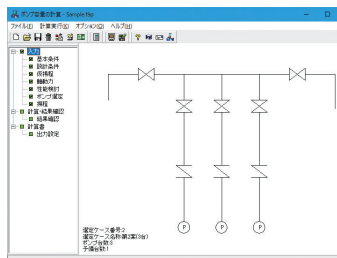 ポンプ容量の計算 - Sample.f8p
ファイル(F) 計算実行(K) オプション(O) ヘルプ(H)
入力
基本条件
設計条件
仮揚程
軸動力
性能検討
ポンプ選定
揚程
計算・結果確認
結果確認
計算書
出力設定
P P P
選定ケース番号:2
選定ケース名称:第2案(3台)
ポンプ台数:3
予備台数:1